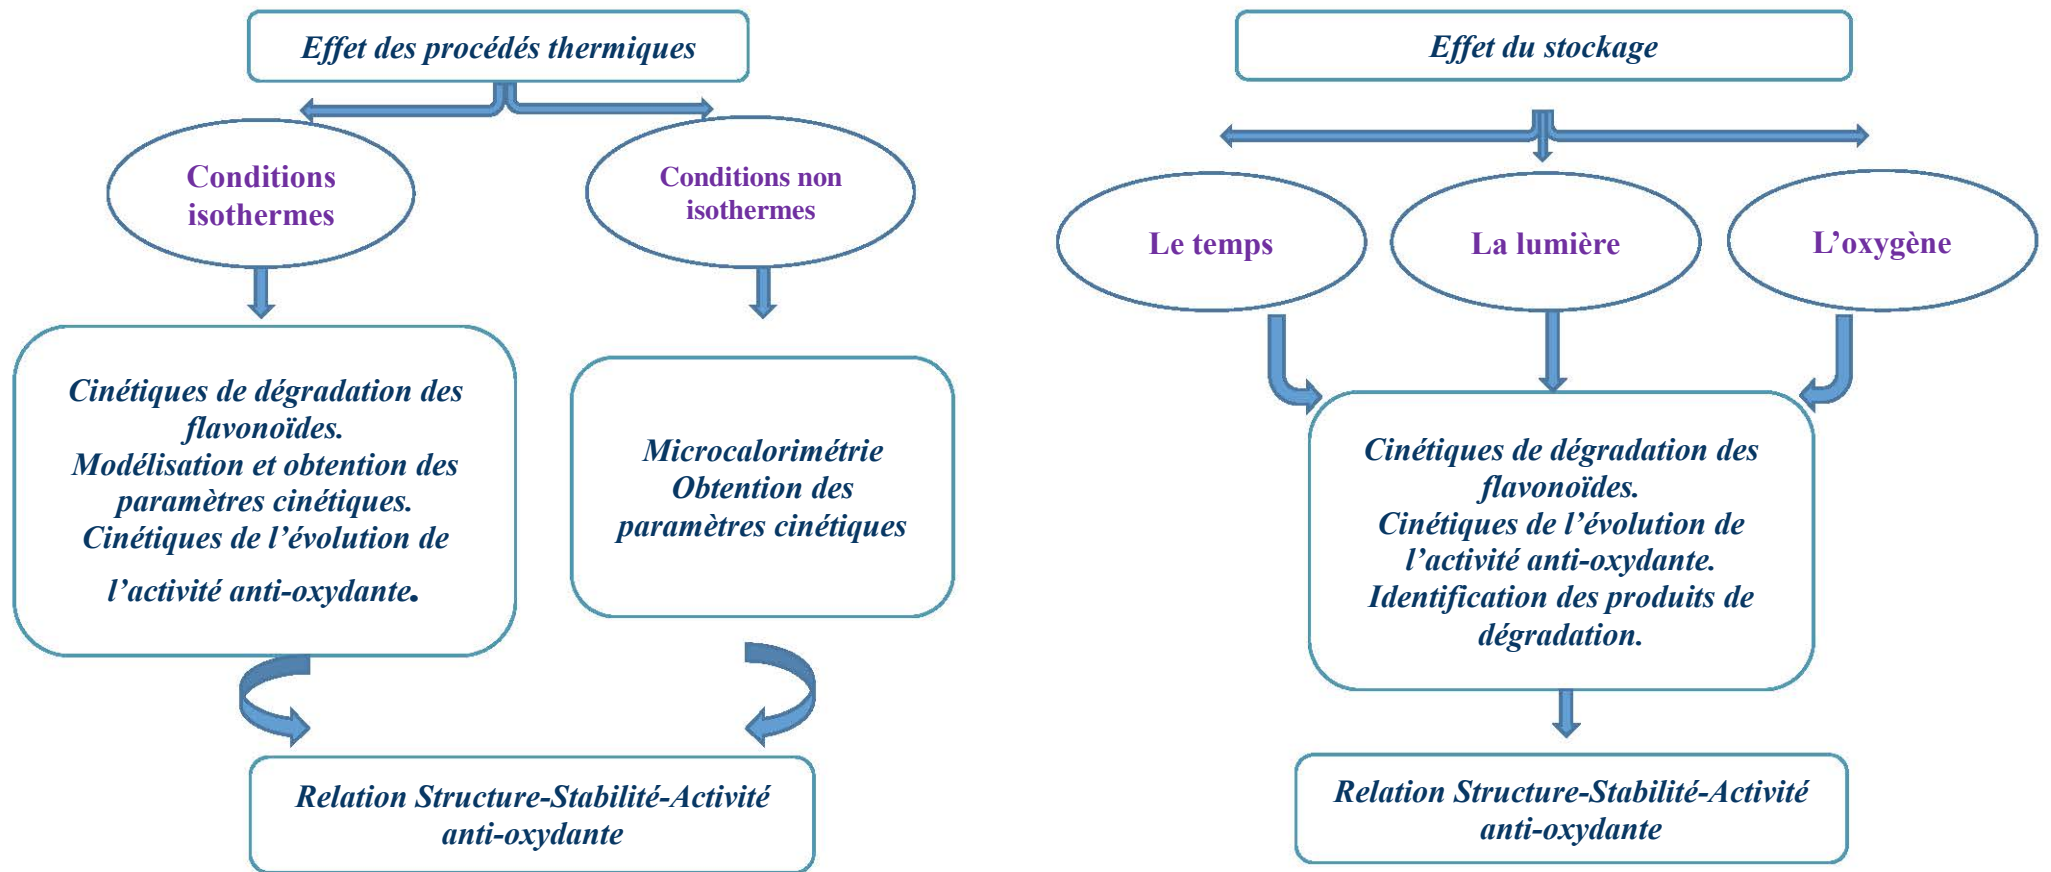 Effet des procédés thermiques
Conditions
isothermes
Conditions non
isothermes
Cinétiques de dégradation des
flavonoïdes.
Modélisation et obtention des
paramètres cinétiques.
Cinétiques de l’évolution de
l’activité anti-oxydante.
Microcalorimétrie
Obtention des
paramètres cinétiques
Relation Structure-Stabilité-Activité
anti-oxydante
Effet du stockage
Le temps
La lumière
L’oxygène
Cinétiques de dégradation des
flavonoïdes.
Cinétiques de l’évolution de
l’activité anti-oxydante.
Identification des produits de
dégradation.
Relation Structure-Stabilité-Activité
anti-oxydante